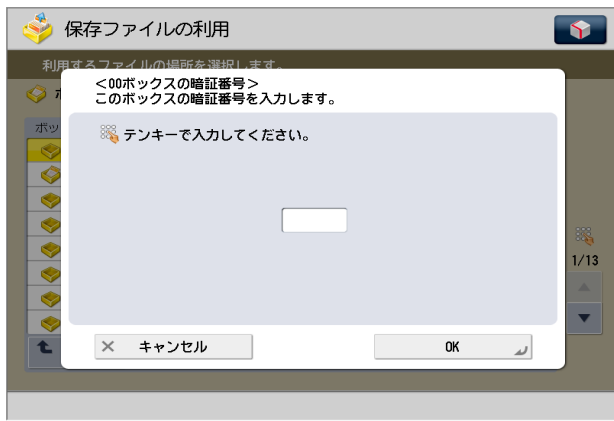 保存ファイルの利用
利用するファイルの場所を選択します。
<00ボックスの暗証番号>
このボックスの暗証番号を入力します。
ボッ
テンキーで入力してください。
1/13
キャンセル
OK